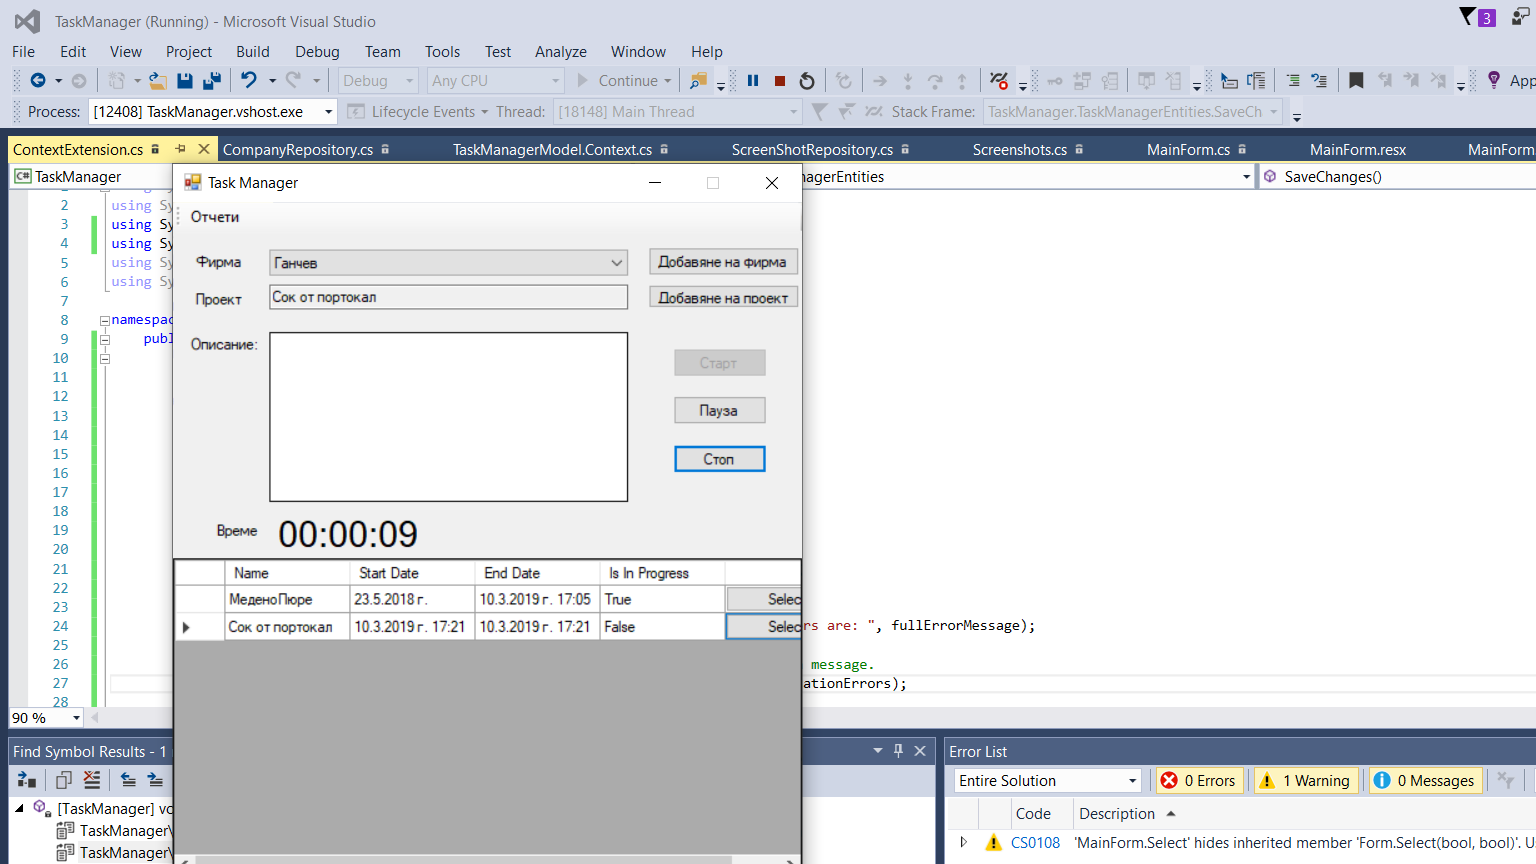 TaskManager (Running) - Microsoft Visual Studio
3
File Edit View Project Build Debug Team Tools Test Analyze Window Help
Debug Any CPU Continue App
Process: [12408] TaskManager.vshost.exe Lifecycle Events Thread: [18148] Main Thread Stack Frame: TaskManager.TaskManagerEntities.SaveCh
ContextExtension.cs CompanyRepository.cs TaskManagerModel.Context.cs ScreenShotRepository.cs Screenshots.cs MainForm.cs MainForm.resx MainForm.
C# TaskManager
nagerEntities SaveChanges()
Task Manager
Отчети
Фирма Ганчев Добавяне на фирма
Проект Сок от портокал Добавяне на проект
Описание:
Старт
Пауза
Стоп
Време 00:00:09
Name Start Date End Date Is In Progress
МеденоПюре 23.5.2018 г. 10.3.2019 г. 17:05 True Selec
Сок от портокал 10.3.2019 г. 17:21 10.3.2019 г. 17:21 False Selec
2 using Sy
3 using Sy
4 using Sy
5 using Sy
6 using Sy
7
8 namespac
9 publ
10
11
12
13
14
15
16
17
18
19
20
21
22
23
24 rs are: ", fullErrorMessage);
25
26 message.
27 ationErrors);
28
90 %
Find Symbol Results - 1
[TaskManager] vo
TaskManager\
TaskManager\
Error List
Entire Solution 0 Errors 1 Warning 0 Messages
Code Description
CS0108 'MainForm.Select' hides inherited member 'Form.Select(bool, bool)'. U